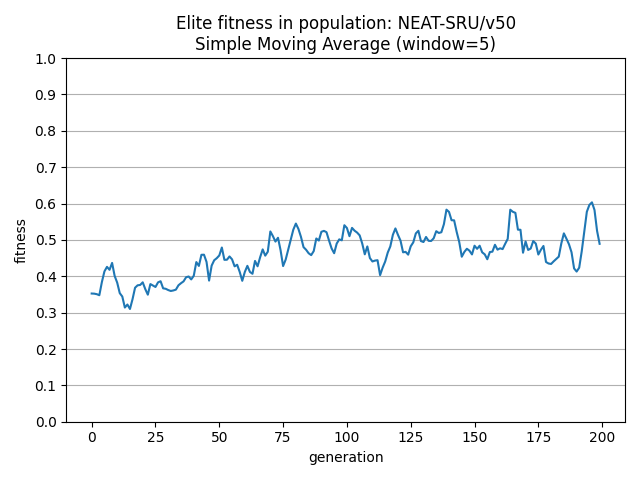 Elite fitness in population: NEAT-SRU/v50
Simple Moving Average (window=5)
1.0
0.9
0.8
0.7
0.6
0.5
0.4
0.3
0.2
0.1
0.0
fitness
0 25 50 75 100 125 150 175 200
generation